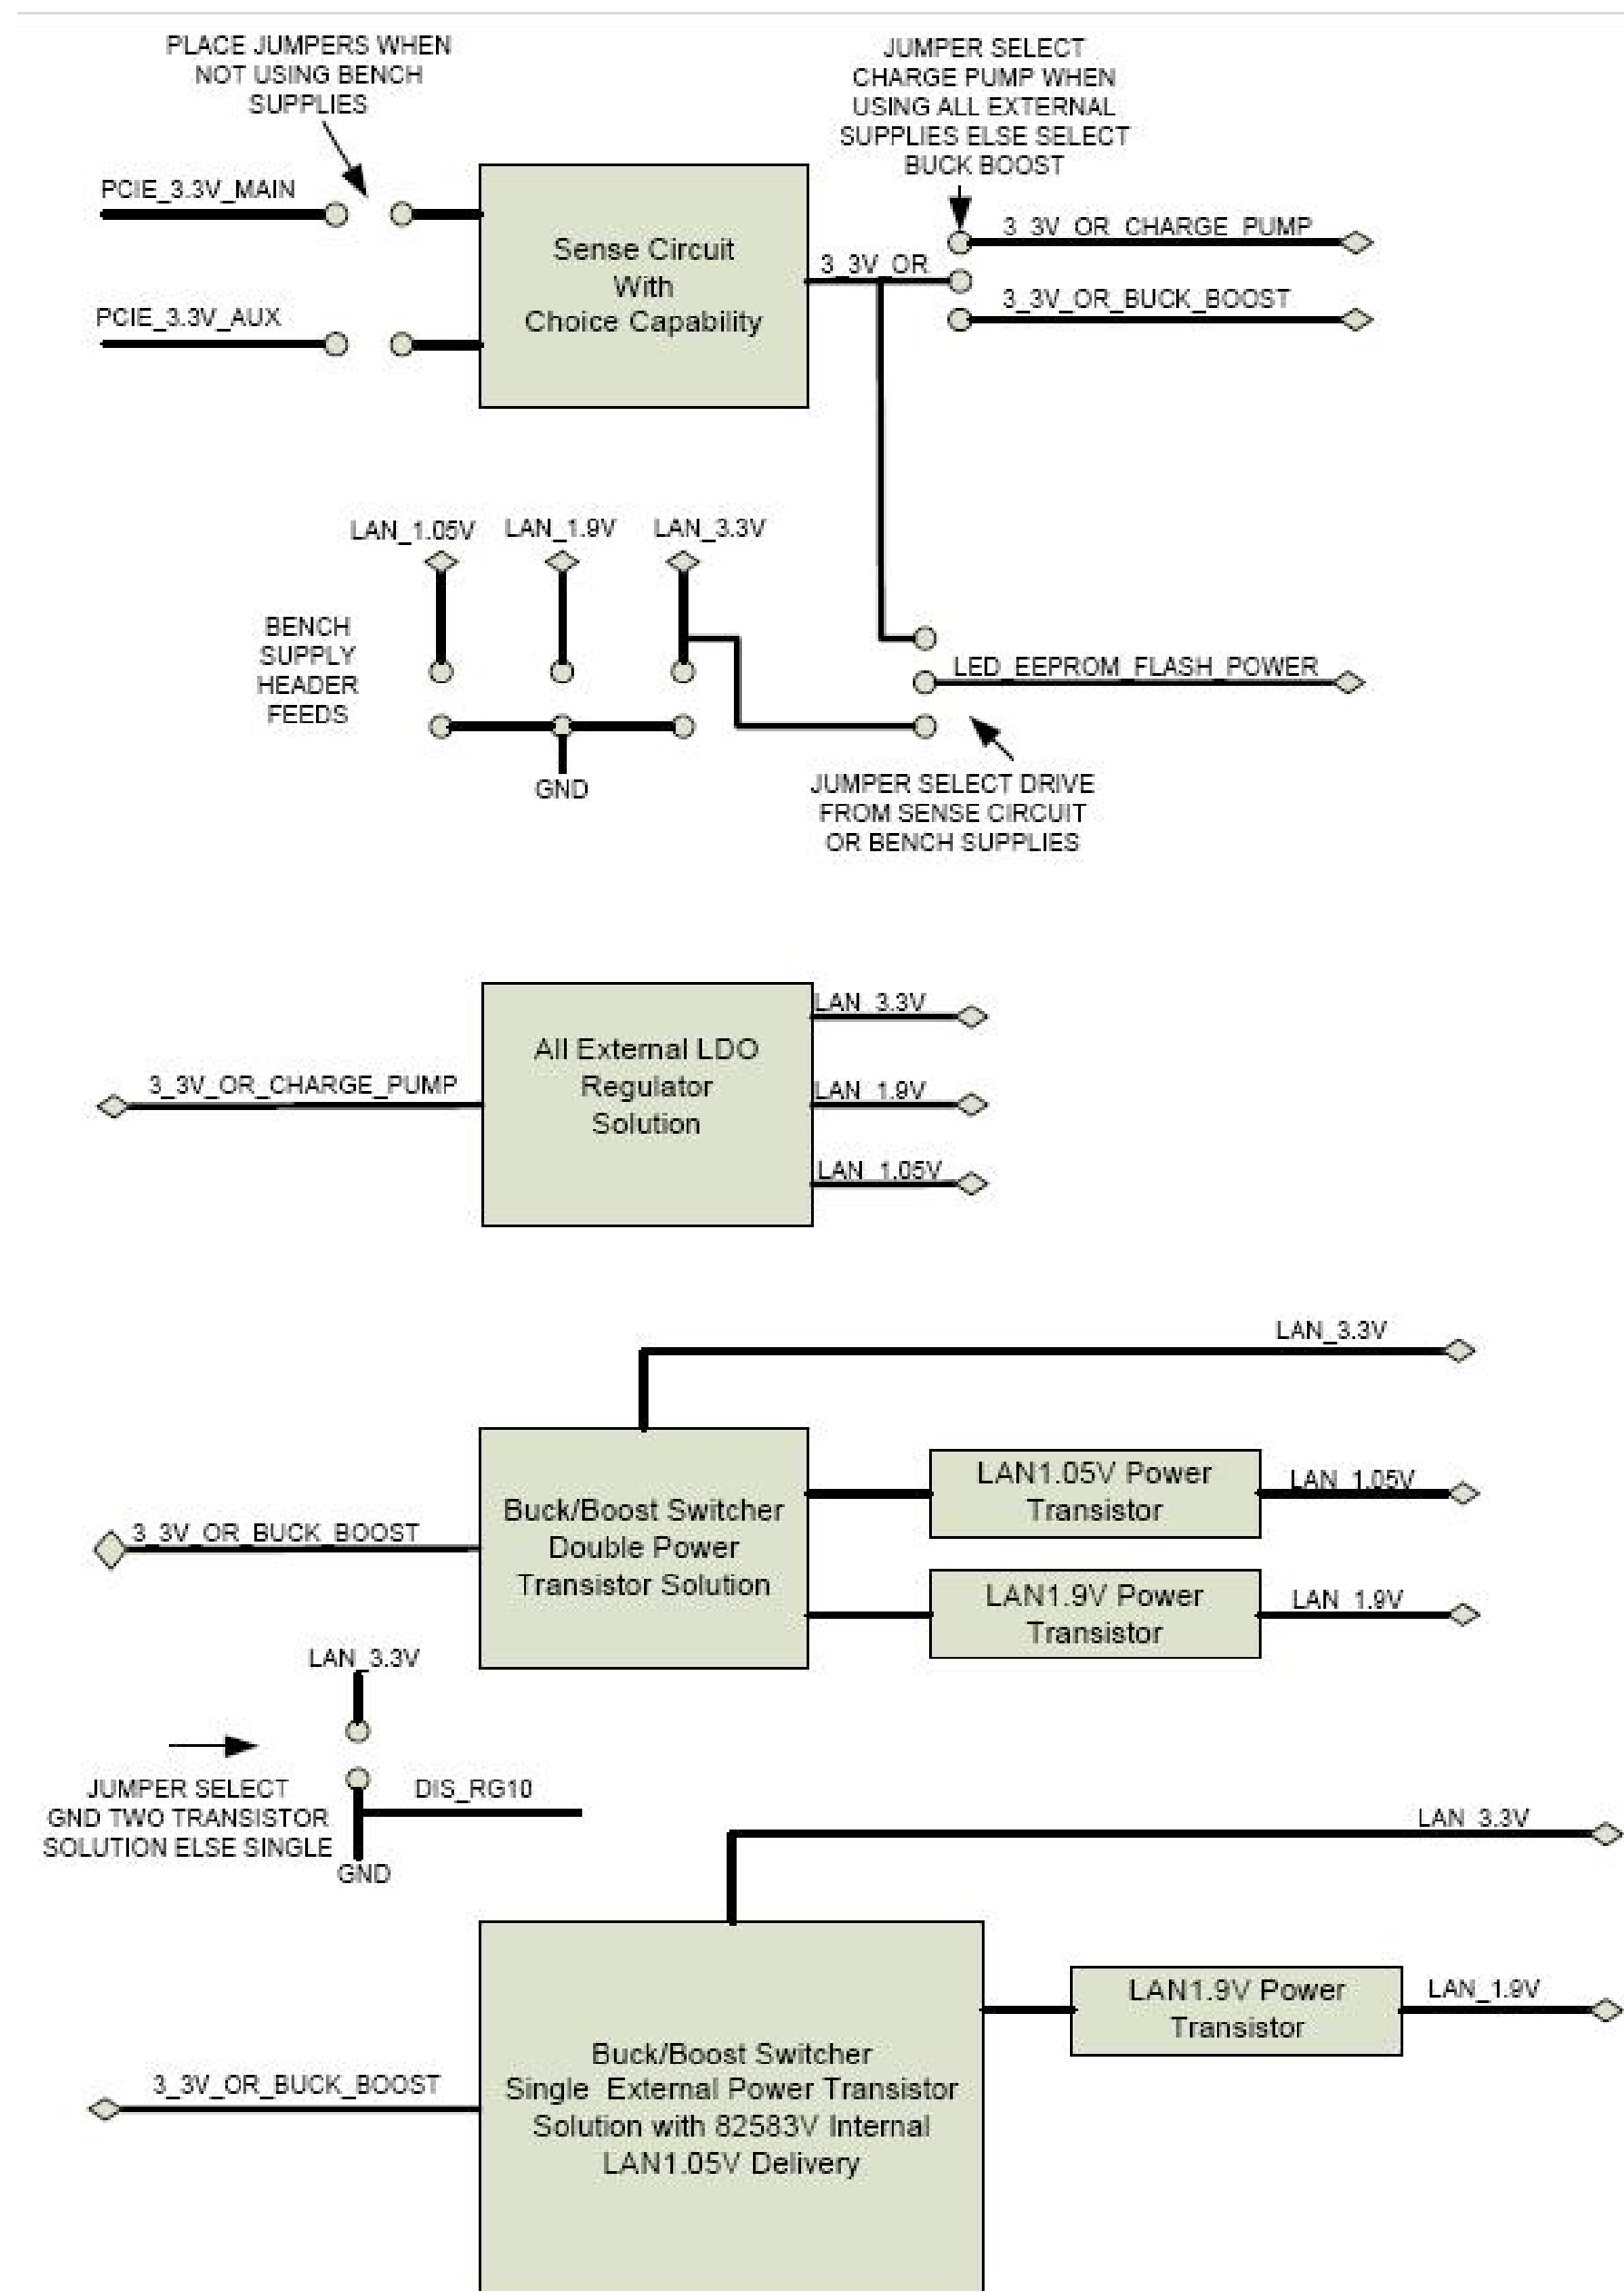 PLACE JUMPERS WHEN
NOT USING BENCH
SUPPLIES
JUMPER SELECT
CHARGE PUMP WHEN
USING ALL EXTERNAL
SUPPLIES ELSE SELECT
BUCK BOOST
PCIE_3.3V_MAIN
PCIE_3.3V_AUX
Sense Circuit
With
Choice Capability
3_3V_OR
3_3V_OR_CHARGE_PUMP
3_3V_OR_BUCK_BOOST
LAN_1.05V
LAN_1.9V
LAN_3.3V
BENCH
SUPPLY
HEADER
FEEDS
GND
LED_EEPROM_FLASH_POWER
JUMPER SELECT DRIVE
FROM SENSE CIRCUIT
OR BENCH SUPPLIES
3_3V_OR_CHARGE_PUMP
All External LDO
Regulator
Solution
LAN_3.3V
LAN_1.9V
LAN_1.05V
LAN_3.3V
3_3V_OR_BUCK_BOOST
Buck/Boost Switcher
Double Power
Transistor Solution
LAN1.05V Power
Transistor
LAN_1.05V
LAN1.9V Power
Transistor
LAN_1.9V
LAN_3.3V
JUMPER SELECT
GND TWO TRANSISTOR
SOLUTION ELSE SINGLE
DIS_RG10
GND
LAN_3.3V
3_3V_OR_BUCK_BOOST
Buck/Boost Switcher
Single External Power Transistor
Solution with 82583V Internal
LAN1.05V Delivery
LAN1.9V Power
Transistor
LAN_1.9V